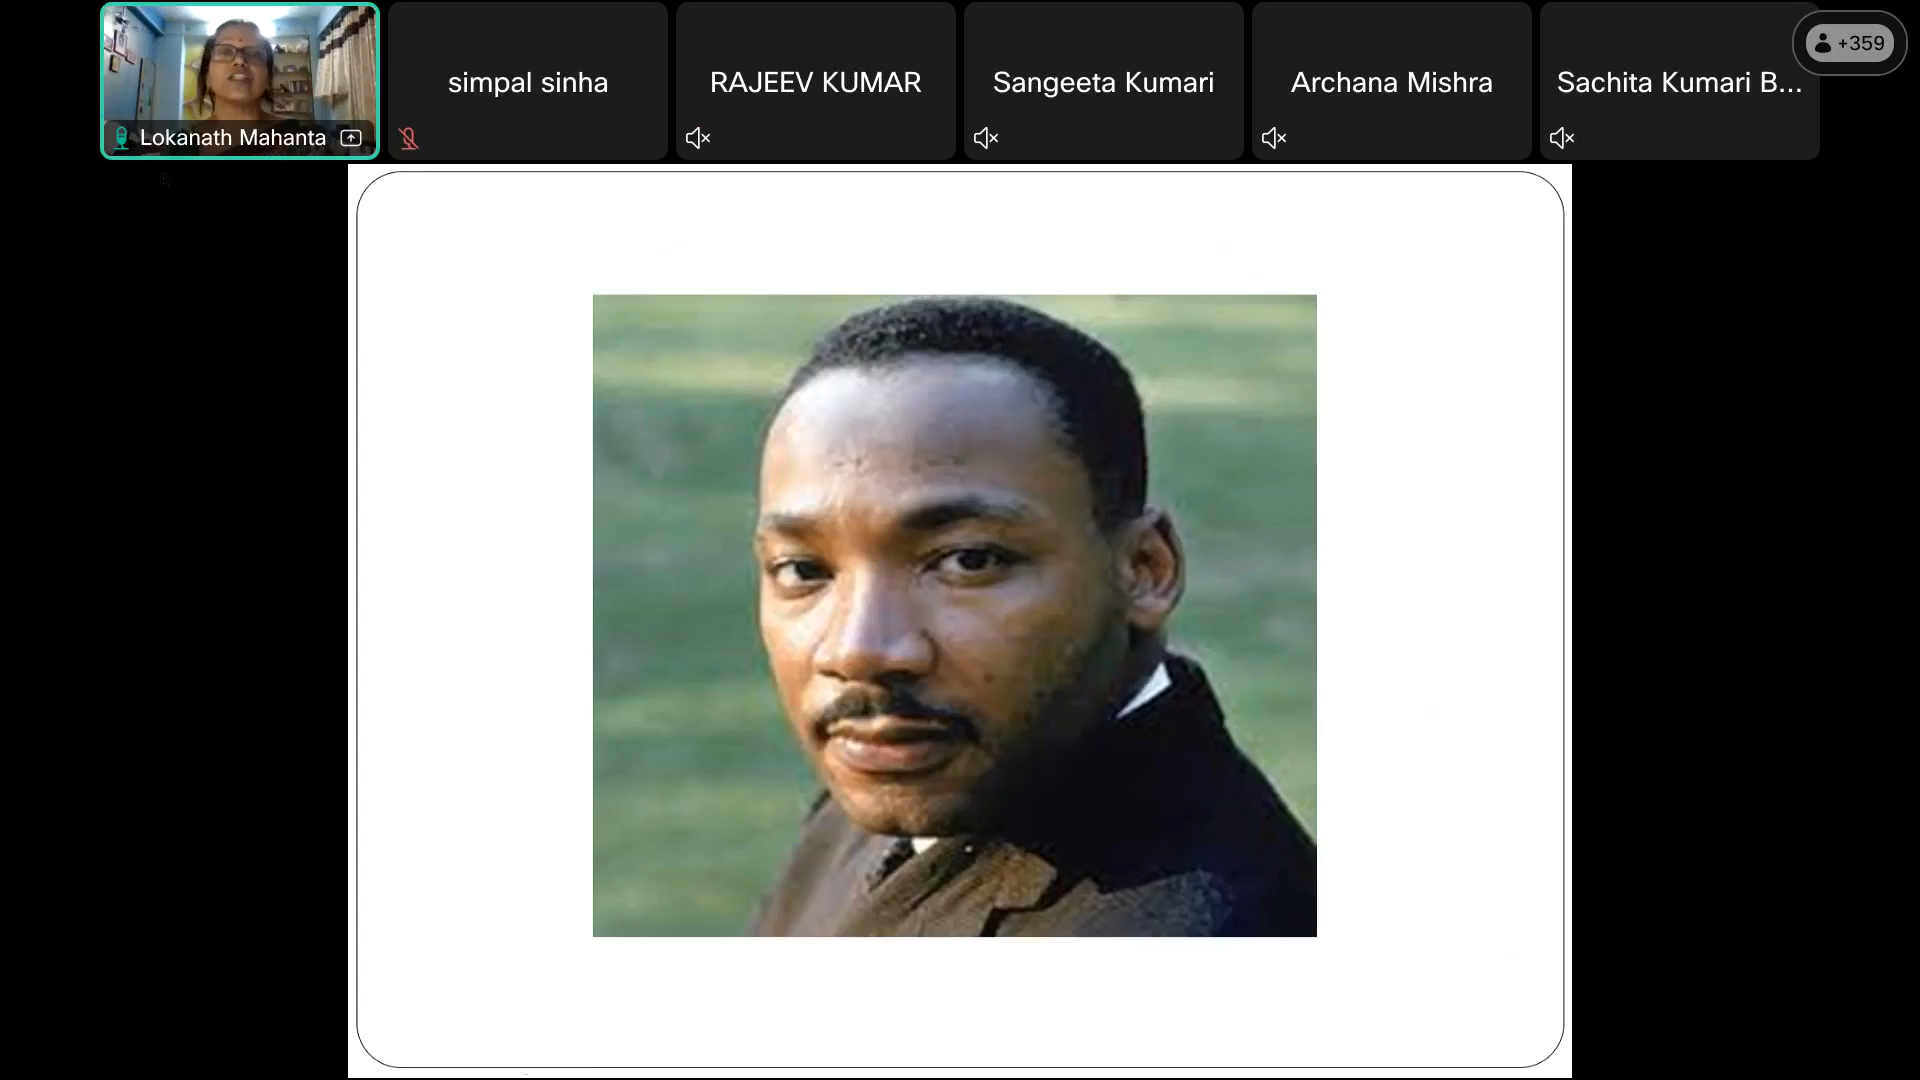 Lokanath Mahanta
simpal sinha
RAJEEV KUMAR
Sangeeta Kumari
Archana Mishra
Sachita Kumari B...
+359